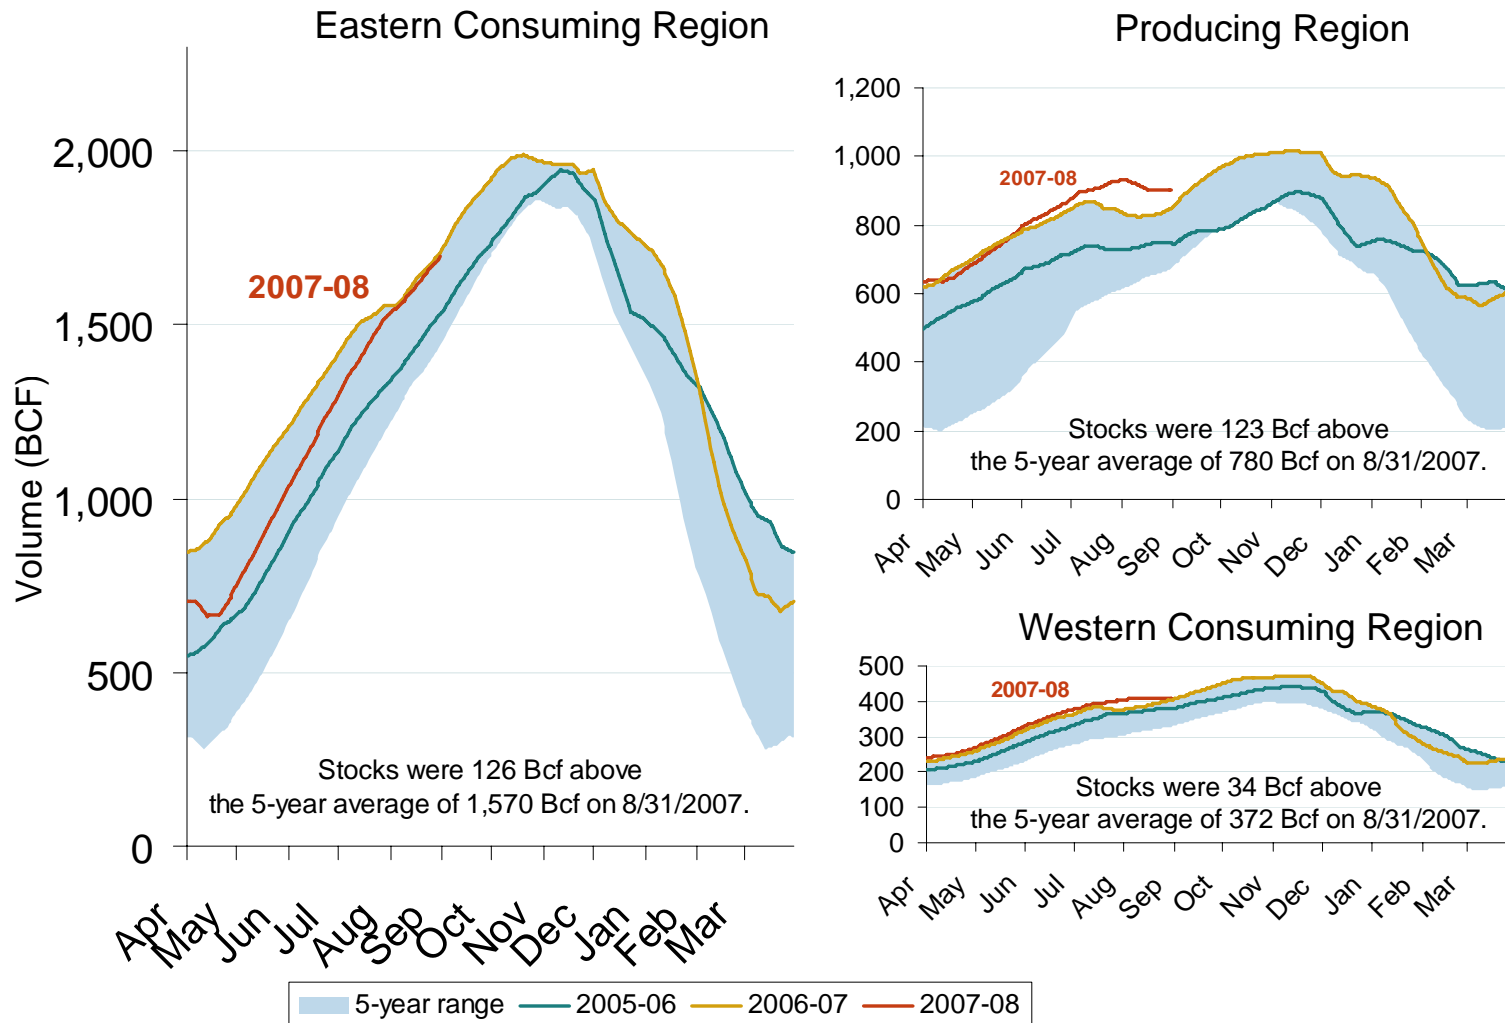 Eastern Consuming Region
Volume (BCF)
2,000
1,500
1,000
500
0
2007-08
Stocks were 126 Bcf above
the 5-year average of 1,570 Bcf on 8/31/2007.
Apr May Jun Jul Aug Sep Oct Nov Dec Jan Feb Mar
Producing Region
1,200
1,000
800
600
400
200
0
2007-08
Stocks were 123 Bcf above
the 5-year average of 780 Bcf on 8/31/2007.
Apr May Jun Jul Aug Sep Oct Nov Dec Jan Feb Mar
Western Consuming Region
500
400
300
200
100
0
2007-08
Stocks were 34 Bcf above
the 5-year average of 372 Bcf on 8/31/2007.
Apr May Jun Jul Aug Sep Oct Nov Dec Jan Feb Mar
5-year range 2005-06 2006-07 2007-08